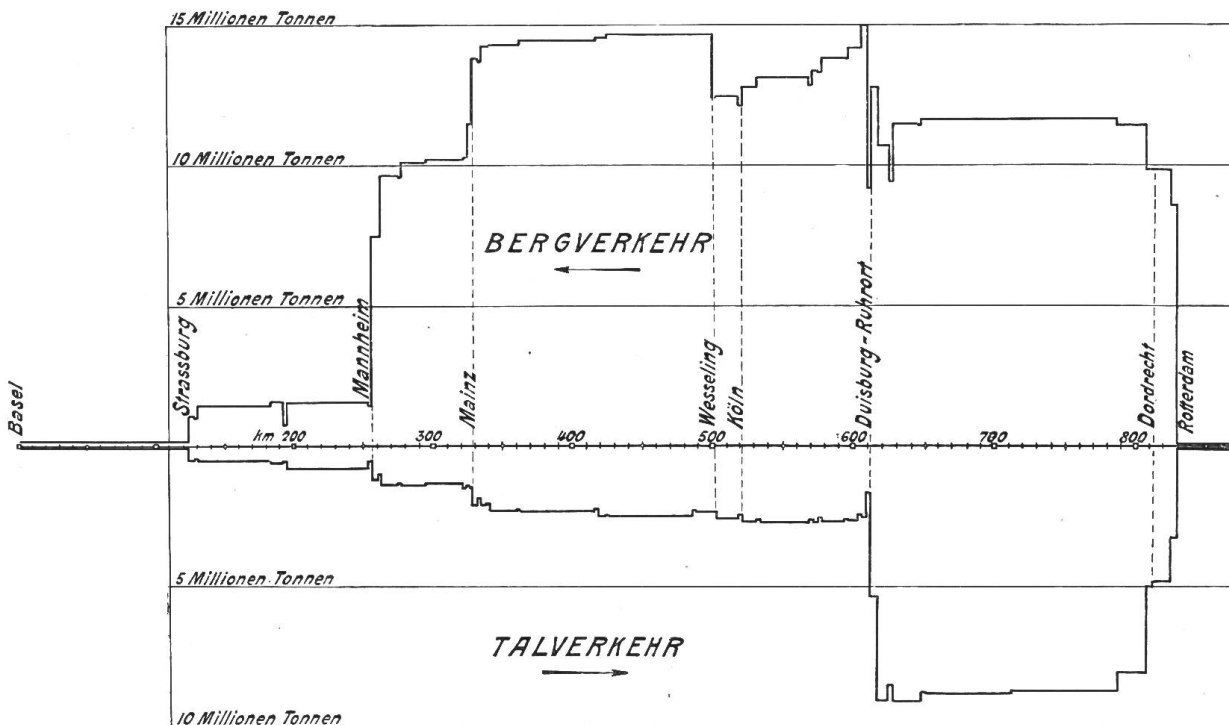 15 Millionen Tonnen
10 Millionen Tonnen
BERGVERKEHR
5 Millionen Tonnen
Basel
Strassburg
Mannheim
Mainz
Wesseling
Köln
Duisburg-Ruhrort
Dordrecht
Rotterdam
km 200
300
400
500
600
700
800
5 Millionen Tonnen
TALVERKEHR
10 Millionen Tonnen